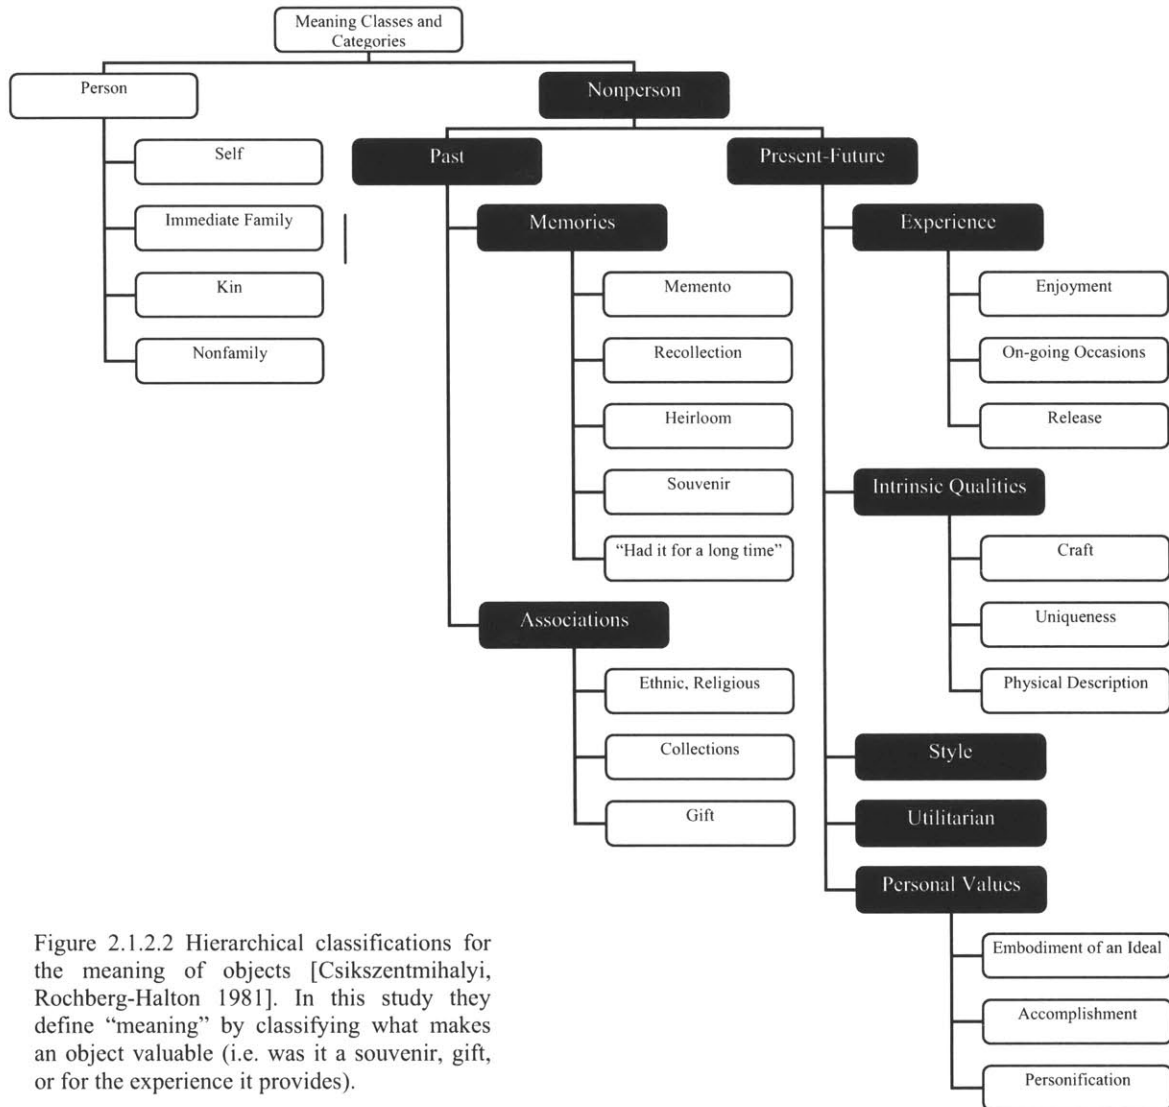 Meaning Classes and
Categories
Person
Nonperson
Self
Immediate Family
Kin
Nonfamily
Past
Memories
Memento
Recollection
Heirloom
Souvenir
“Had it for a long time”
Associations
Ethnic, Religious
Collections
Gift
Present-Future
Experience
Enjoyment
On-going Occasions
Release
Intrinsic Qualities
Craft
Uniqueness
Physical Description
Style
Utilitarian
Personal Values
Embodiment of an Ideal
Accomplishment
Personification
Figure 2.1.2.2 Hierarchical classifications for
the meaning of objects [Csikszentmihalyi,
Rochberg-Halton 1981]. In this study they
define “meaning” by classifying what makes
an object valuable (i.e. was it a souvenir, gift,
or for the experience it provides).